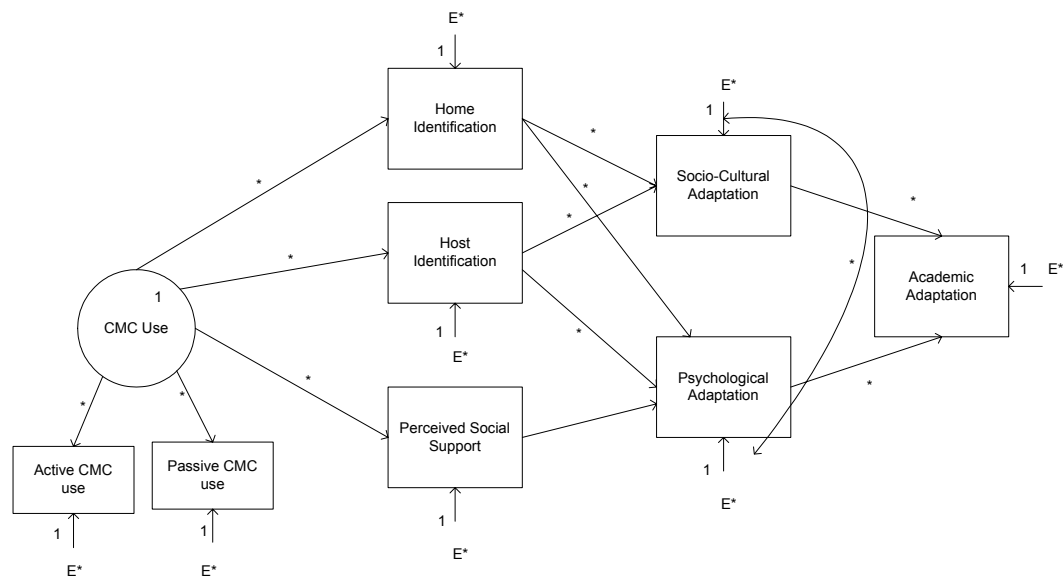 E*
1
Home
Identification
*
*
*
E*
1
Socio-Cultural
Adaptation
*
*
*
Host
Identification
1
E*
*
*
Academic
Adaptation
1
E*
1
CMC Use
*
*
*
Psychological
Adaptation
*
1
E*
Perceived Social
Support
1
E*
*
*
Active CMC
use
1
E*
Passive CMC
use
1
E*